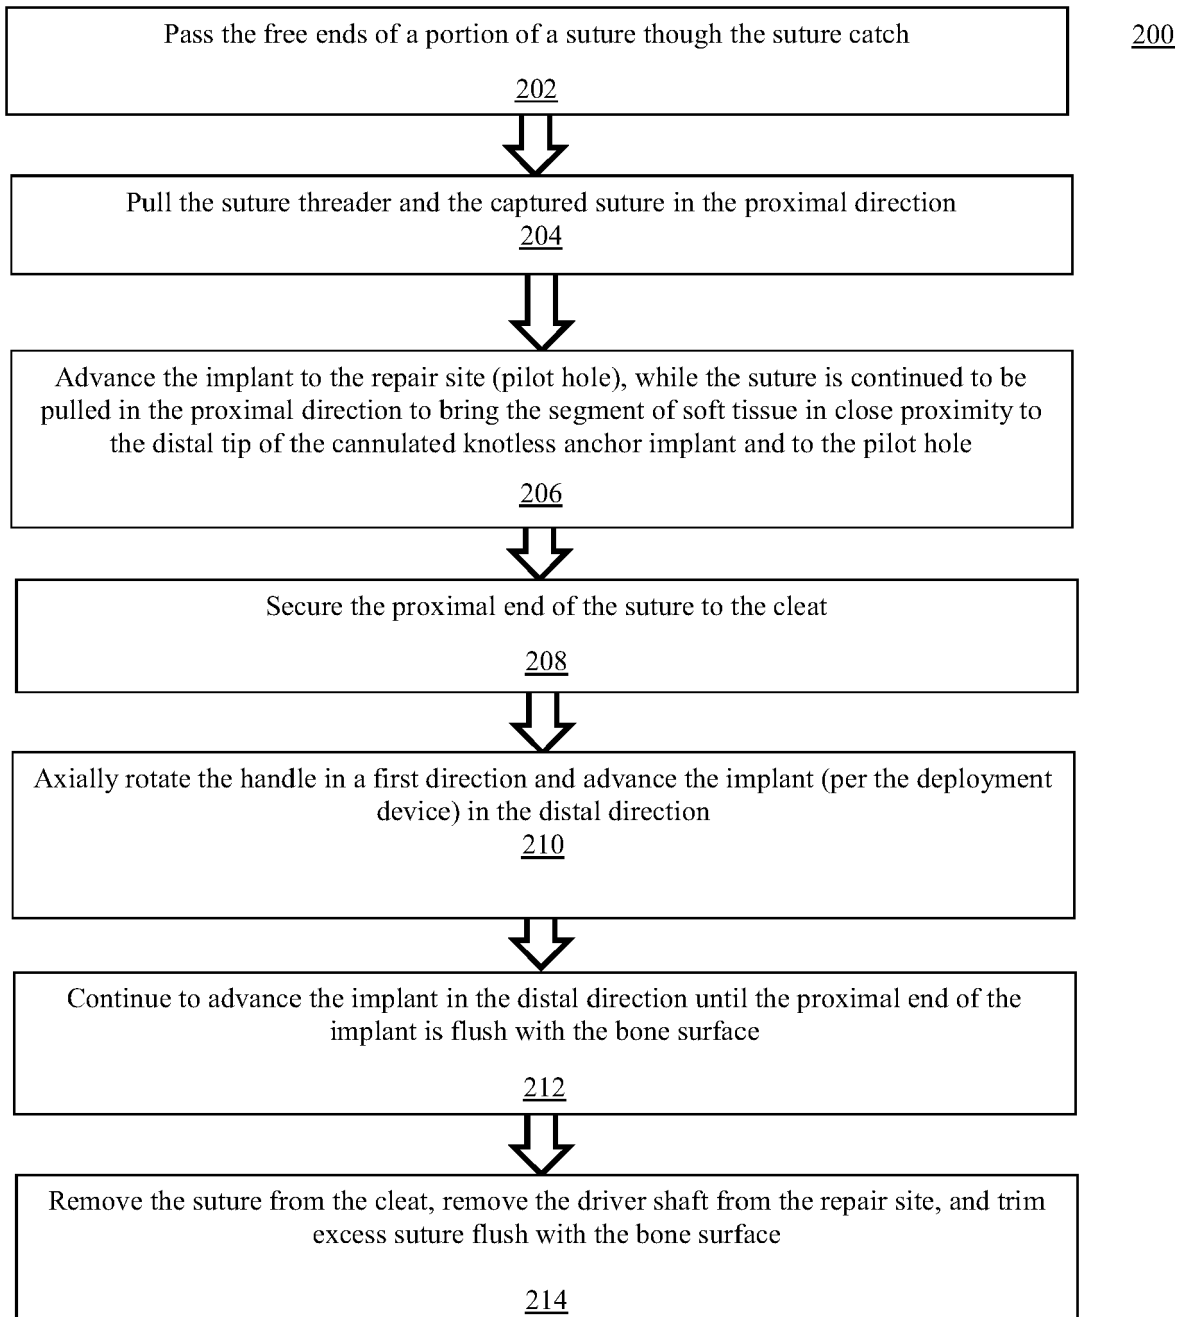 Pass the free ends of a portion of a suture though the suture catch
200
202
Pull the suture threader and the captured suture in the proximal direction
204
Advance the implant to the repair site (pilot hole), while the suture is continued to be
pulled in the proximal direction to bring the segment of soft tissue in close proximity to
the distal tip of the cannulated knotless anchor implant and to the pilot hole
206
Secure the proximal end of the suture to the cleat
208
Axially rotate the handle in a first direction and advance the implant (per the deployment
device) in the distal direction
210
Continue to advance the implant in the distal direction until the proximal end of the
implant is flush with the bone surface
212
Remove the suture from the cleat, remove the driver shaft from the repair site, and trim
excess suture flush with the bone surface
214